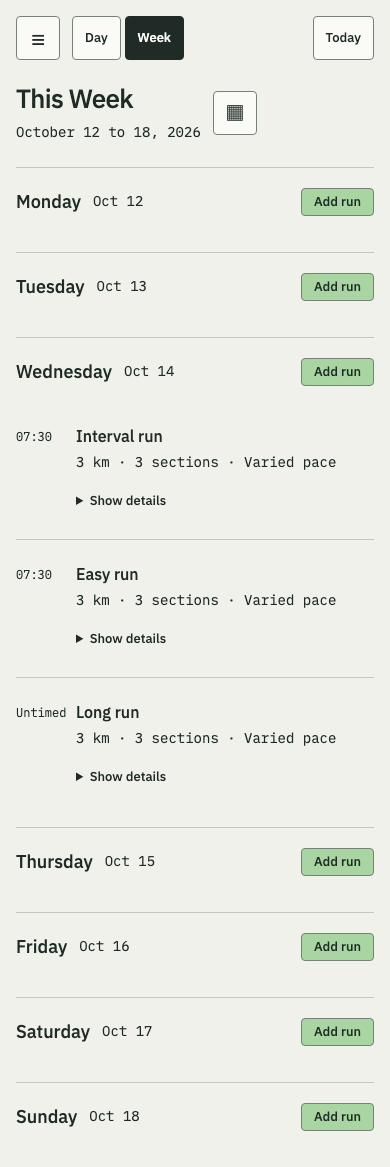 Day Week Today
This Week
October 12 to 18, 2026
Monday Oct 12 Add run
Tuesday Oct 13 Add run
Wednesday Oct 14 Add run
07:30 Interval run
3 km · 3 sections · Varied pace
Show details
07:30 Easy run
3 km · 3 sections · Varied pace
Show details
Untimed Long run
3 km · 3 sections · Varied pace
Show details
Thursday Oct 15 Add run
Friday Oct 16 Add run
Saturday Oct 17 Add run
Sunday Oct 18 Add run